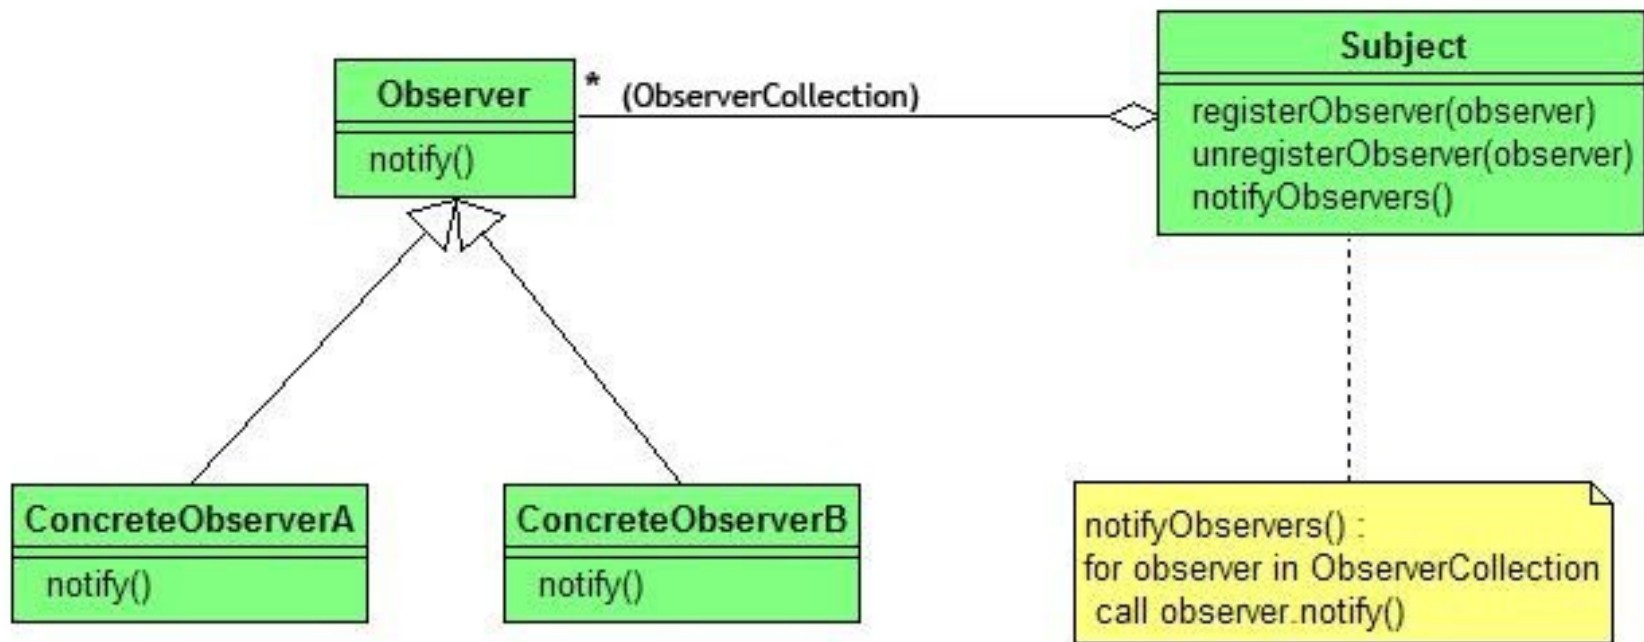 Subject
registerObserver(observer)
unregisterObserver(observer)
notifyObservers()
Observer
notify()
* (ObserverCollection)
ConcreteObserverA
notify()
ConcreteObserverB
notify()
notifyObservers() :
for observer in ObserverCollection
call observer.notify()